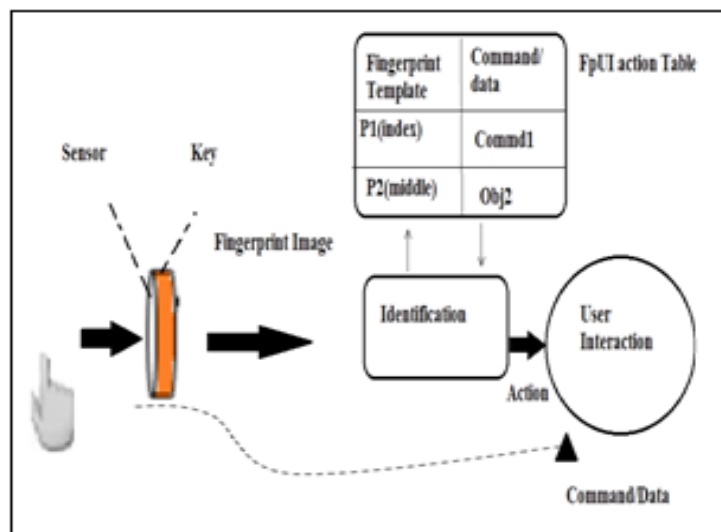 Fingerprint Template
Command/ data
FpUI action Table
P1(index)
Commd1
P2(middle)
Obj2
Sensor
Key
Fingerprint Image
Identification
User Interaction
Action
Command/Data